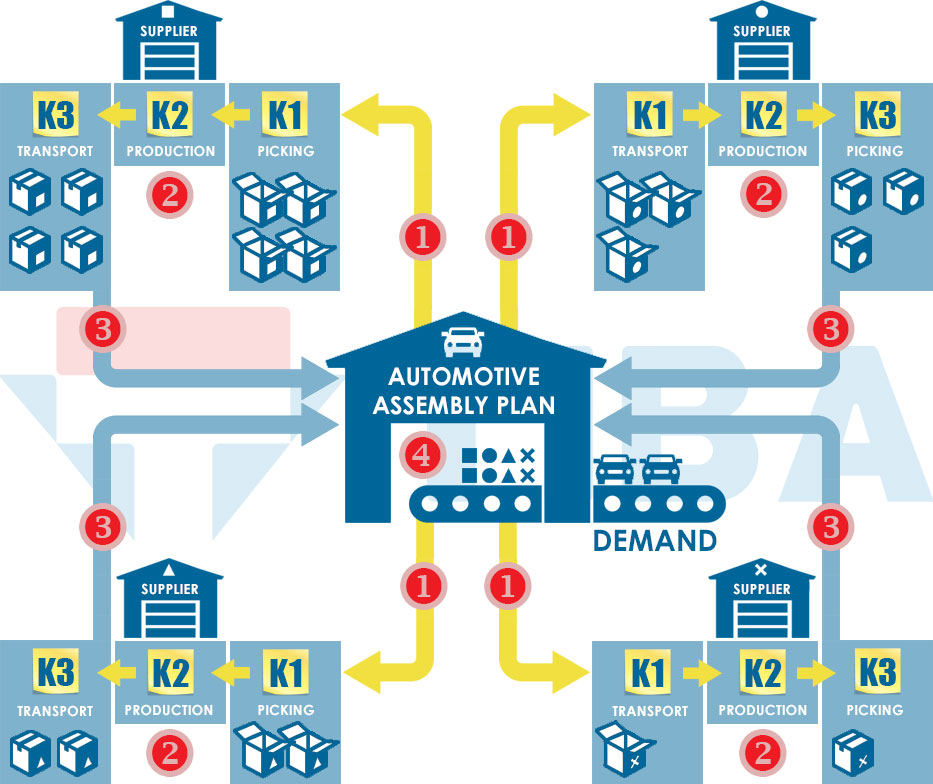 SUPPLIER
SUPPLIER
K3 K2 K1
TRANSPORT PRODUCTION PICKING
2
K1 K2 K3
TRANSPORT PRODUCTION PICKING
2
1 1
3
3
AUTOMOTIVE
ASSEMBLY PLAN
4
DEMAND
IBA
3
3
1 1
SUPPLIER
SUPPLIER
K3 K2 K1
TRANSPORT PRODUCTION PICKING
2
K1 K2 K3
TRANSPORT PRODUCTION PICKING
2